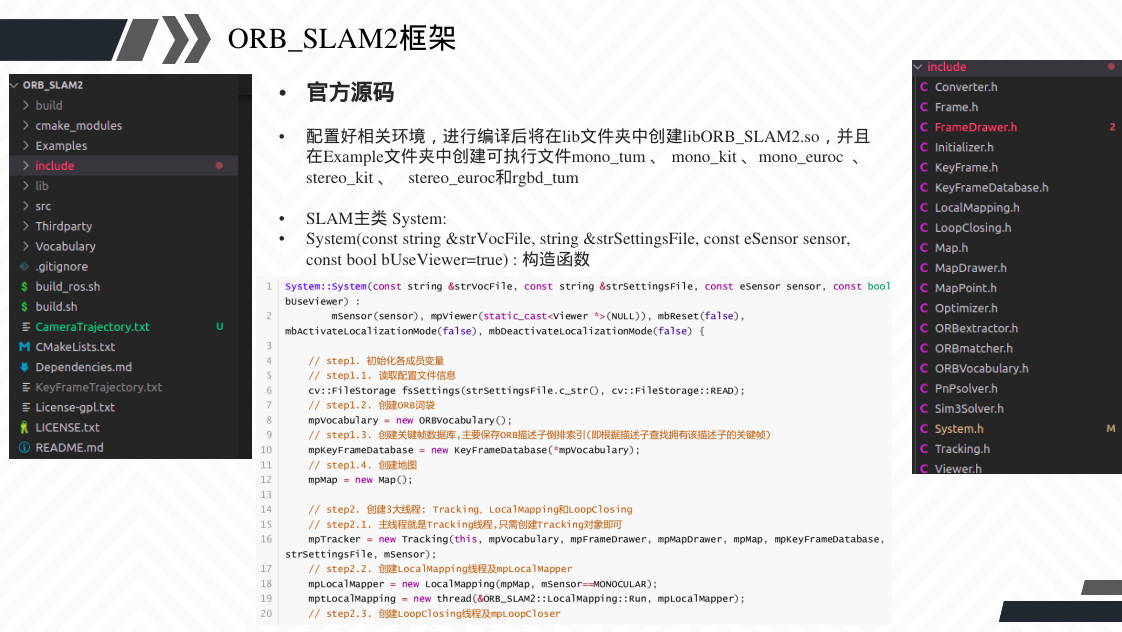 ORB_SLAM2框架
ORB_SLAM2
build
cmake_modules
Examples
include
lib
src
Thirdparty
Vocabulary
.gitignore
$ build_ros.sh
$ build.sh
CameraTrajectory.txt U
CMakeLists.txt
Dependencies.md
KeyFrameTrajectory.txt
License-gpl.txt
LICENSE.txt
README.md
• 官方源码
• 配置好相关环境，进行编译后将在lib文件夹中创建libORB_SLAM2.so，并且
在Example文件夹中创建可执行文件mono_tum 、 mono_kit 、mono_euroc 、
stereo_kit 、 stereo_euroc和rgbd_tum
• SLAM主类 System:
• System(const string &strVocFile, string &strSettingsFile, const eSensor sensor,
const bool bUseViewer=true) : 构造函数
1 System::System(const string &strVocFile, const string &strSettingsFile, const eSensor sensor, const bool
buseViewer) :
2 mSensor(sensor), mpViewer(static_cast<Viewer *>(NULL)), mbReset(false),
mbActivateLocalizationMode(false), mbDeactivateLocalizationMode(false) {
3
4 // step1. 初始化各成员变量
5 // step1.1. 读取配置文件信息
6 cv::FileStorage fsSettings(strSettingsFile.c_str(), cv::FileStorage::READ);
7 // step1.2. 创建ORB词袋
8 mpVocabulary = new ORBVocabulary();
9 // step1.3. 创建关键帧数据库,主要保存ORB描述子倒排索引(即根据描述子查找拥有该描述子的关键帧)
10 mpKeyFrameDatabase = new KeyFrameDatabase(*mpVocabulary);
11 // step1.4. 创建地图
12 mpMap = new Map();
13
14 // step2. 创建3大线程: Tracking、LocalMapping和LoopClosing
15 // step2.1. 主线程就是Tracking线程,只需创建Tracking对象即可
16 mpTracker = new Tracking(this, mpVocabulary, mpFrameDrawer, mpMapDrawer, mpMap, mpKeyFrameDatabase,
strSettingsFile, mSensor);
17 // step2.2. 创建LocalMapping线程及mpLocalMapper
18 mpLocalMapper = new LocalMapping(mpMap, mSensor==MONOCULAR);
19 mptLocalMapping = new thread(&ORB_SLAM2::LocalMapping::Run, mpLocalMapper);
20 // step2.3. 创建LoopClosing线程及mpLoopCloser
include
C Converter.h
C Frame.h
C FrameDrawer.h 2
C Initializer.h
C KeyFrame.h
C KeyFrameDatabase.h
C LocalMapping.h
C LoopClosing.h
C Map.h
C MapDrawer.h
C MapPoint.h
C Optimizer.h
C ORBextractor.h
C ORBmatcher.h
C ORBVocabulary.h
C PnPsolver.h
C Sim3Solver.h
C System.h M
C Tracking.h
C Viewer.h